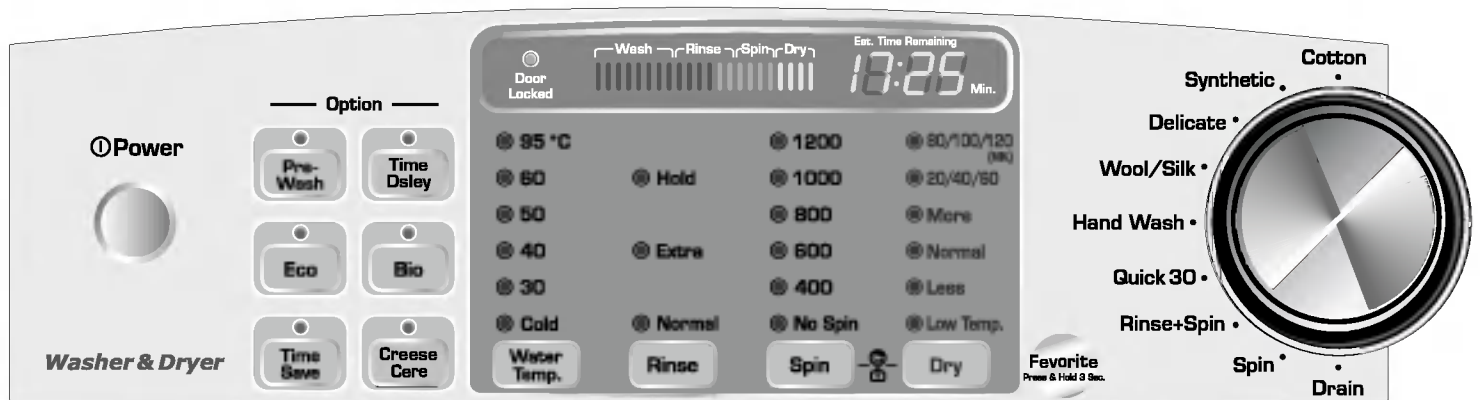 Power
Washer & Dryer
Option
Pre-
Wash
Time
Dsley
Eco
Bio
Time
Save
Creese
Cere
Door
Locked
Wash
Rinse
Spin
Dry
Est. Time Remaining
17:25
Min.
95 °C
60
50
40
30
Cold
Water
Temp.
Hold
Extra
Normal
Rinse
1200
1000
800
600
400
No Spin
Spin
80/100/120
20/40/60
More
Normal
Less
Low Temp.
Dry
Fevorite
Press & Hold 3 Sec.
Cotton
Synthetic
Delicate
Wool/Silk
Hand Wash
Quick 30
Rinse+Spin
Spin
Drain